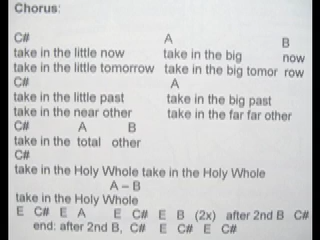 Chorus:
C# A B
take in the little now take in the big now
take in the little tomorrow take in the big tomor row
C# A
take in the little past take in the big past
take in the near other take in the far far other
C# A B
take in the total other
C#
take in the Holy Whole take in the Holy Whole
A – B
take in the Holy Whole
E C# E A E C# E B (2x) after 2nd B C#
end: after 2nd B, C# E C# E C#